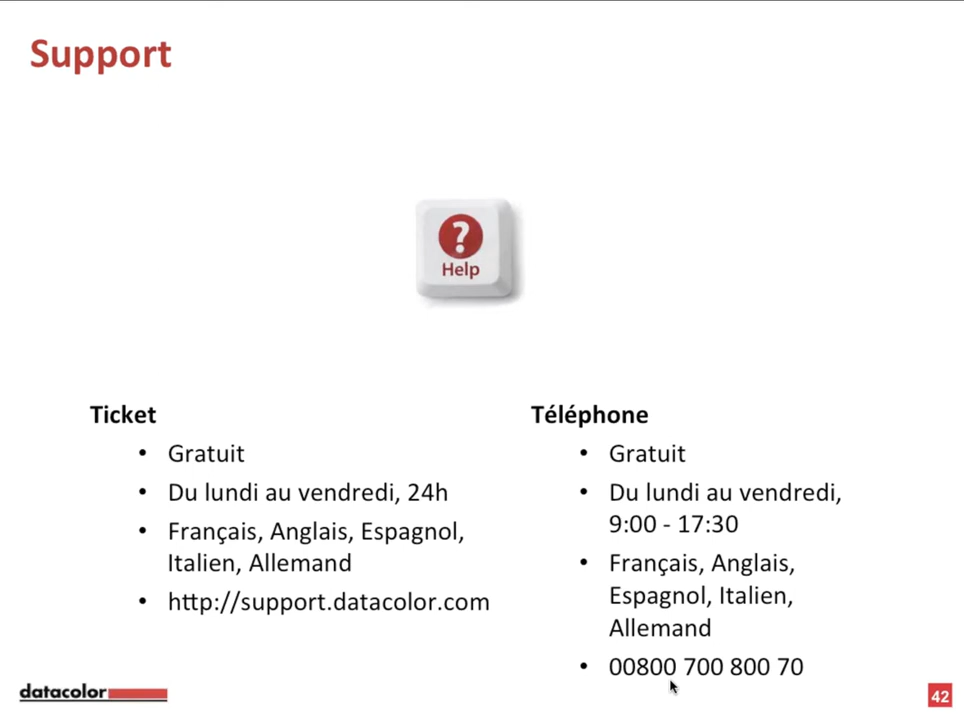 Support
?
Help
Ticket
• Gratuit
• Du lundi au vendredi, 24h
• Français, Anglais, Espagnol,
Italien, Allemand
• http://support.datacolor.com
Téléphone
• Gratuit
• Du lundi au vendredi,
9:00 - 17:30
• Français, Anglais,
Espagnol, Italien,
Allemand
• 00800 700 800 70
datacolor
42